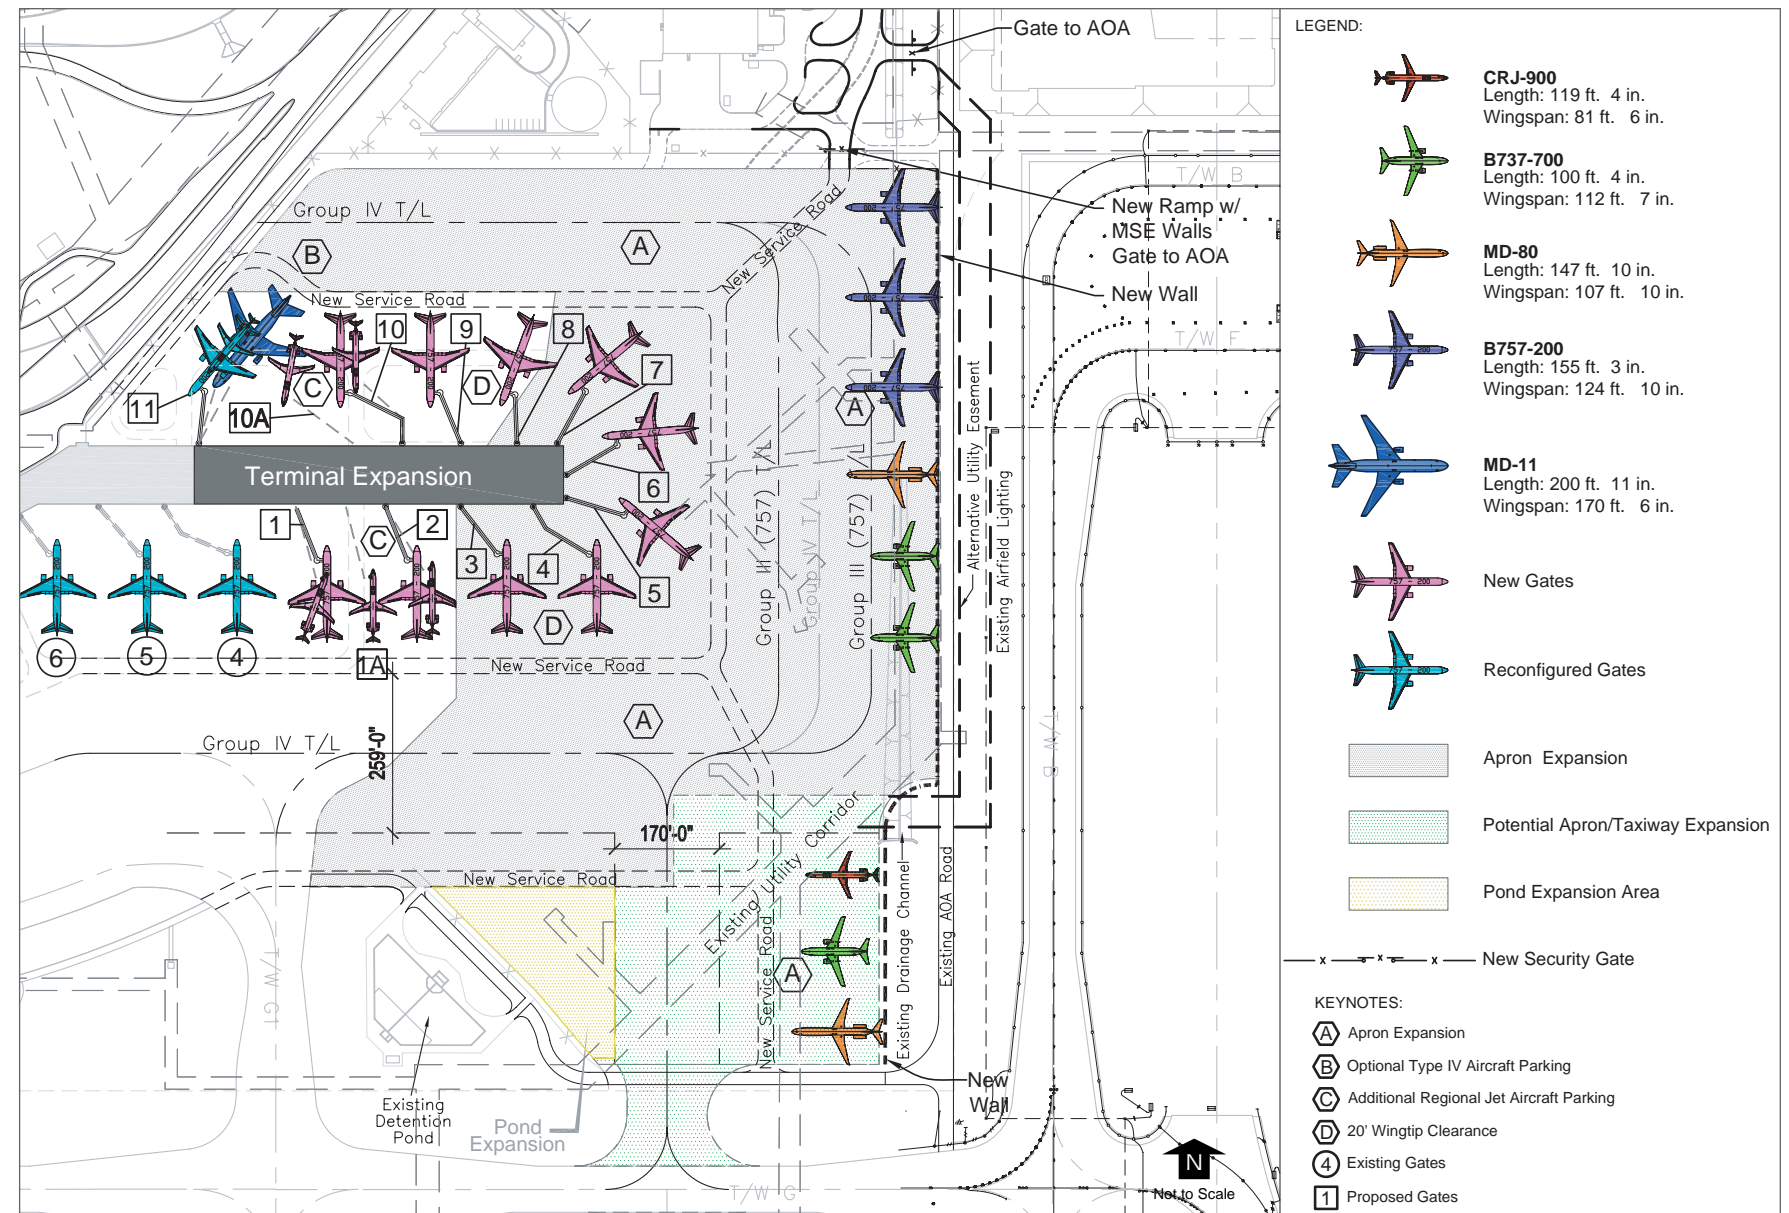 Gate to AOA
New Ramp w/
MSE Walls
Gate to AOA
New Wall
T/W B
T/W F
Group IV T/L
B
A
New Service Road
New Service Road
757-200
757-200
757-200
10
9
8
7
11
10A
C
D
A
Terminal Expansion
6
1
C
2
3
4
5
D
6
5
4
1A
New Service Road
Group III (757) T/L
Group IV T/L
Group III (757) T/L
Alternative Utility Easement
Existing Airfield Lighting
A
Group IV T/L
259'-0"
170'-0"
T/W B
New Service Road
Existing Utility Corridor
New Service Road
A
Existing Drainage Channel
Existing AOA Road
T/W G1
Existing
Detention
Pond
Pond
Expansion
New
Wall
T/W G
N
Not to Scale
LEGEND:
CRJ-900
Length: 119 ft. 4 in.
Wingspan: 81 ft. 6 in.
B737-700
Length: 100 ft. 4 in.
Wingspan: 112 ft. 7 in.
MD-80
Length: 147 ft. 10 in.
Wingspan: 107 ft. 10 in.
B757-200
Length: 155 ft. 3 in.
Wingspan: 124 ft. 10 in.
MD-11
Length: 200 ft. 11 in.
Wingspan: 170 ft. 6 in.
New Gates
Reconfigured Gates
Apron Expansion
Potential Apron/Taxiway Expansion
Pond Expansion Area
New Security Gate
KEYNOTES:
A Apron Expansion
B Optional Type IV Aircraft Parking
C Additional Regional Jet Aircraft Parking
D 20' Wingtip Clearance
4 Existing Gates
1 Proposed Gates